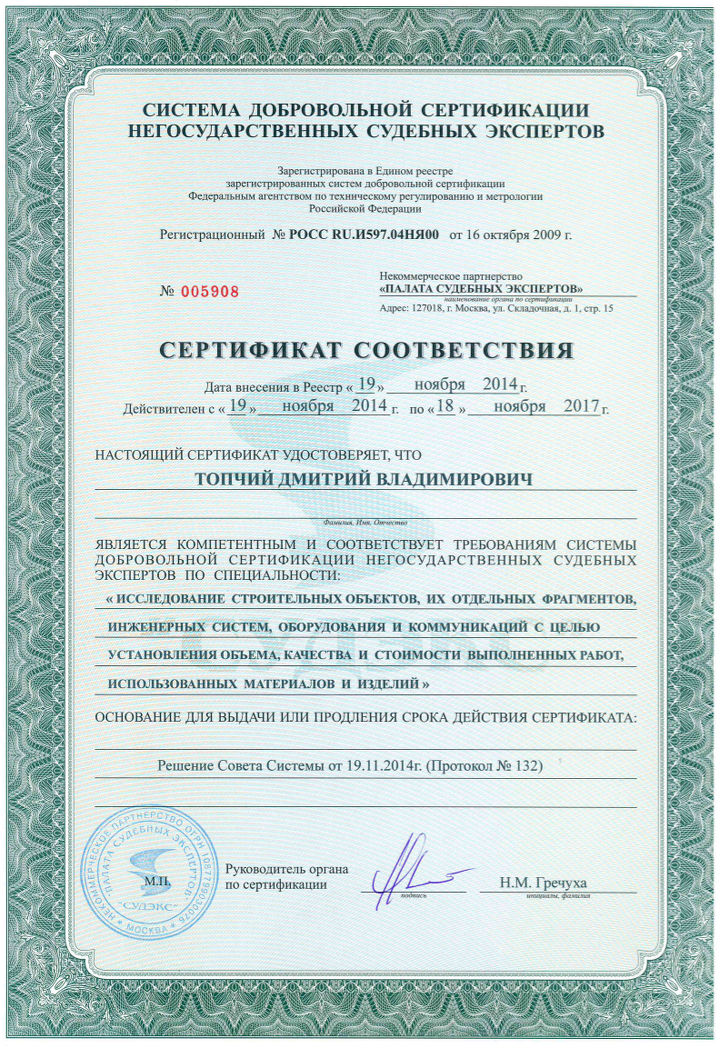 СИСТЕМА ДОБРОВОЛЬНОЙ СЕРТИФИКАЦИИ
НЕГОСУДАРСТВЕННЫХ СУДЕБНЫХ ЭКСПЕРТОВ
Зарегистрирована в Едином реестре
зарегистрированных систем добровольной сертификации
Федеральным агентством по техническому регулированию и метрологии
Российской Федерации
Регистрационный № РОСС RU.И597.04НЯ00 от 16 октября 2009 г.
№ 005908
Некоммерческое партнерство
«ПАЛАТА СУДЕБНЫХ ЭКСПЕРТОВ»
наименование органа по сертификации
Адрес: 127018, г. Москва, ул. Складочная, д. 1, стр. 15
СЕРТИФИКАТ СООТВЕТСТВИЯ
Дата внесения в Реестр « 19 » ноября 2014 г.
Действителен с « 19 » ноября 2014 г. по « 18 » ноября 2017 г.
НАСТОЯЩИЙ СЕРТИФИКАТ УДОСТОВЕРЯЕТ, ЧТО
ТОПЧИЙ ДМИТРИЙ ВЛАДИМИРОВИЧ
Фамилия, Имя, Отчество
ЯВЛЯЕТСЯ КОМПЕТЕНТНЫМ И СООТВЕТСТВУЕТ ТРЕБОВАНИЯМ СИСТЕМЫ
ДОБРОВОЛЬНОЙ СЕРТИФИКАЦИИ НЕГОСУДАРСТВЕННЫХ СУДЕБНЫХ
ЭКСПЕРТОВ ПО СПЕЦИАЛЬНОСТИ:
« ИССЛЕДОВАНИЕ СТРОИТЕЛЬНЫХ ОБЪЕКТОВ, ИХ ОТДЕЛЬНЫХ ФРАГМЕНТОВ,
ИНЖЕНЕРНЫХ СИСТЕМ, ОБОРУДОВАНИЯ И КОММУНИКАЦИЙ С ЦЕЛЬЮ
УСТАНОВЛЕНИЯ ОБЪЕМА, КАЧЕСТВА И СТОИМОСТИ ВЫПОЛНЕННЫХ РАБОТ,
ИСПОЛЬЗОВАННЫХ МАТЕРИАЛОВ И ИЗДЕЛИЙ »
СУДЭКС
ОСНОВАНИЕ ДЛЯ ВЫДАЧИ ИЛИ ПРОДЛЕНИЯ СРОКА ДЕЙСТВИЯ СЕРТИФИКАТА:
Решение Совета Системы от 19.11.2014г. (Протокол № 132)
НЕКОММЕРЧЕСКОЕ ПАРТНЕРСТВО ОГРН
ПАЛАТА СУДЕБНЫХ ЭКСПЕРТОВ
"СУДЭКС"
МОСКВА
М.П.
Руководитель органа
по сертификации
подпись
Н.М. Гречуха
инициалы, фамилия